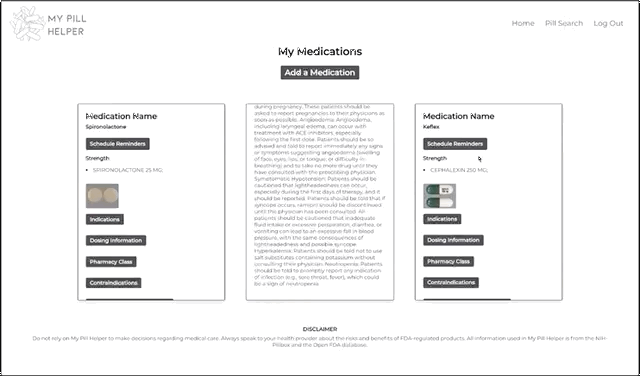 MY PILL
HELPER
Home Pill Search Log Out
My Medications
Add a Medication
Medication Name
Spironolactone
Schedule Reminders
Strength
SPIRONOLACTONE 25 MG;
Indications
Dosing Information
Pharmacy Class
Contraindications
during pregnancy. These patients should be
asked to report pregnancies to their physicians as
soon as possible. Angioedema: Angioedema,
including laryngeal edema, can occur with
treatment with ACE inhibitors, especially
following the first dose. Patients should be so
advised and told to report immediately any signs
or symptoms suggesting angioedema (swelling
of face, eyes, lips, or tongue, or difficulty in
breathing) and to take no more drug until they
have consulted with the prescribing physician.
Symptomatic Hypotension: Patients should be
cautioned that lightheadedness can occur,
especially during the first days of therapy, and it
should be reported. Patients should be told that if
syncope occurs, ramipril should be discontinued
until the physician has been consulted. All
patients should be cautioned that inadequate
fluid intake or excessive perspiration, diarrhea, or
vomiting can lead to an excessive fall in blood
pressure, with the same consequences of
lightheadedness and possible syncope.
Hyperkalemia: Patients should be told not to use
salt substitutes containing potassium without
consulting their physician. Neutropenia: Patients
should be told to promptly report any indication
of infection (e.g., sore throat, fever), which could
be a sign of neutropenia.
Medication Name
Keflex
Schedule Reminders
Strength
CEPHALEXIN 250 MG;
Indications
Dosing Information
Pharmacy Class
Contraindications
DISCLAIMER
Do not rely on My Pill Helper to make decisions regarding medical care. Always speak to your health provider about the risks and benefits of FDA-regulated products. All information used in My Pill Helper is from the NIH-
Pillbox and the Open FDA database.